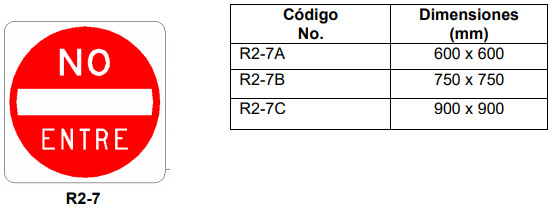 NO
ENTRE
R2-7
Código No. Dimensiones (mm)
R2-7A 600 x 600
R2-7B 750 x 750
R2-7C 900 x 900